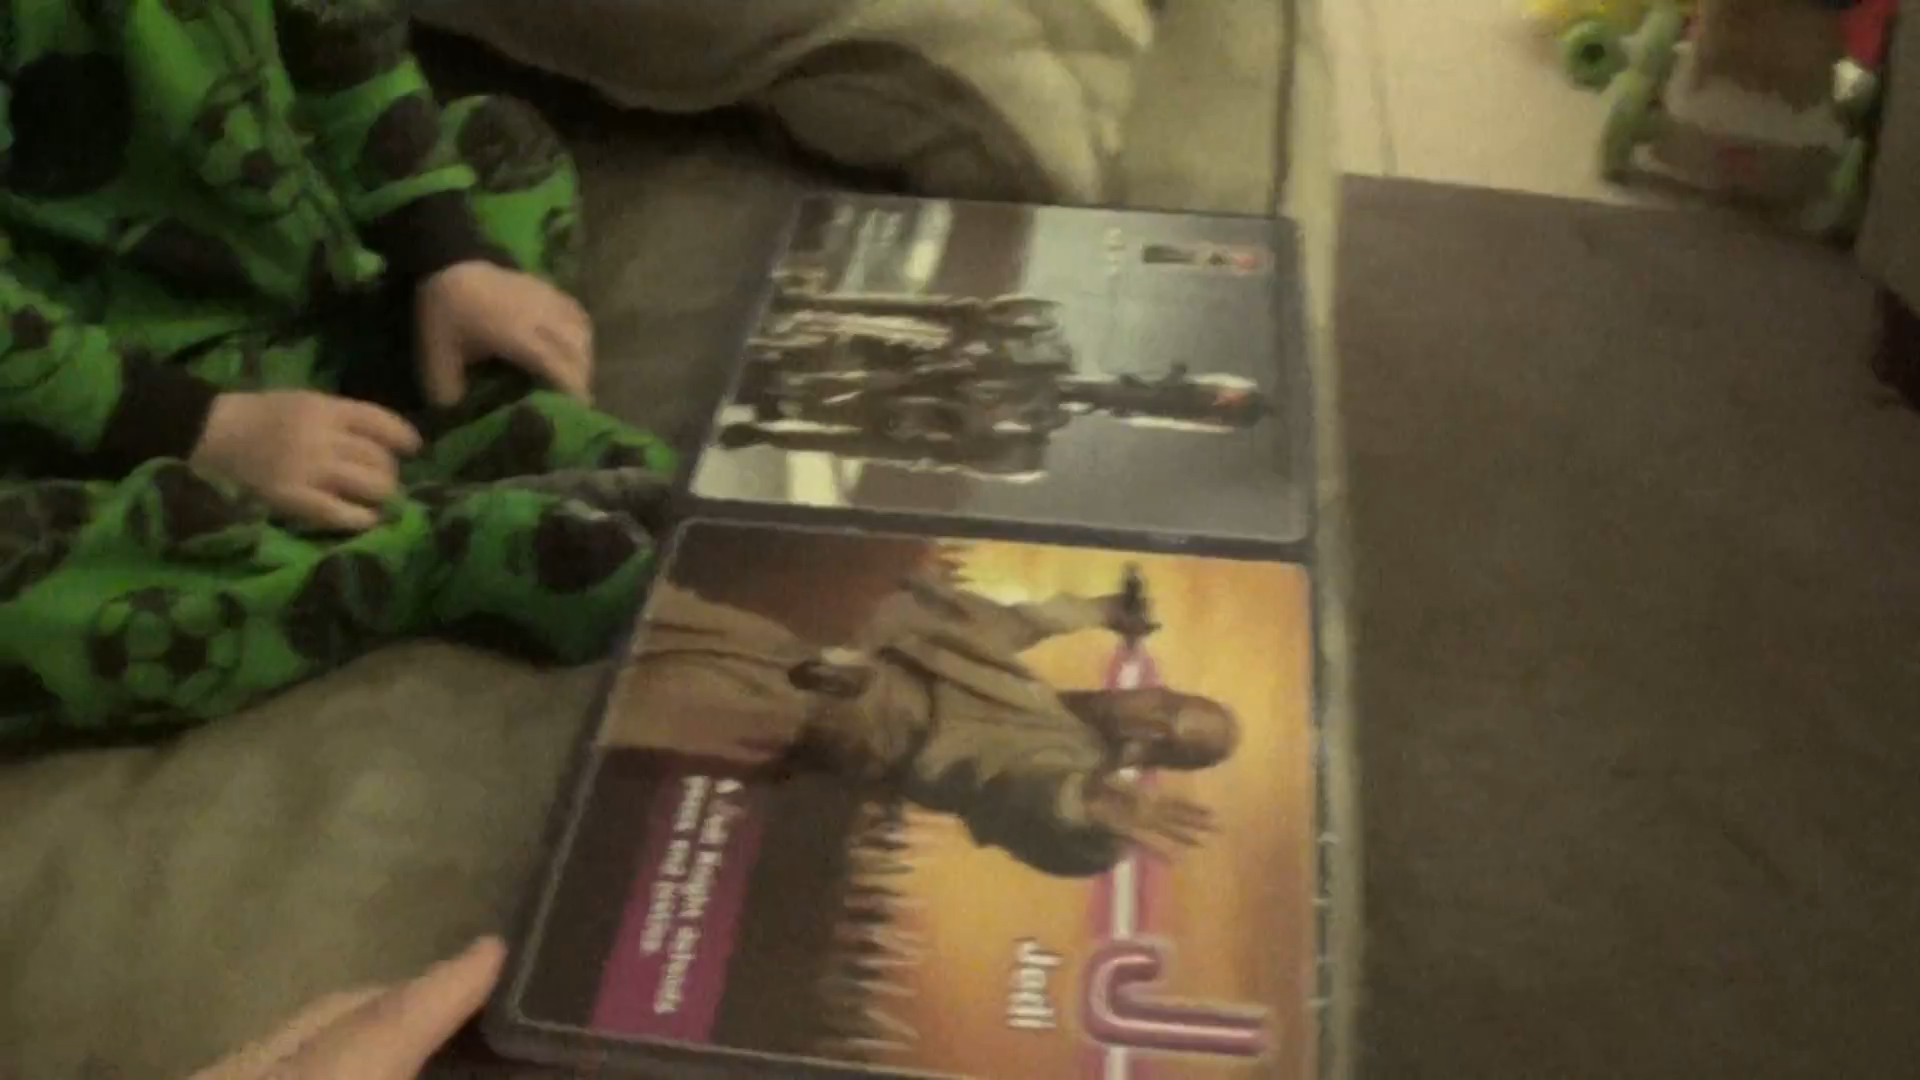 J
Jedi
A Jedi Knight defends
peace and justice.